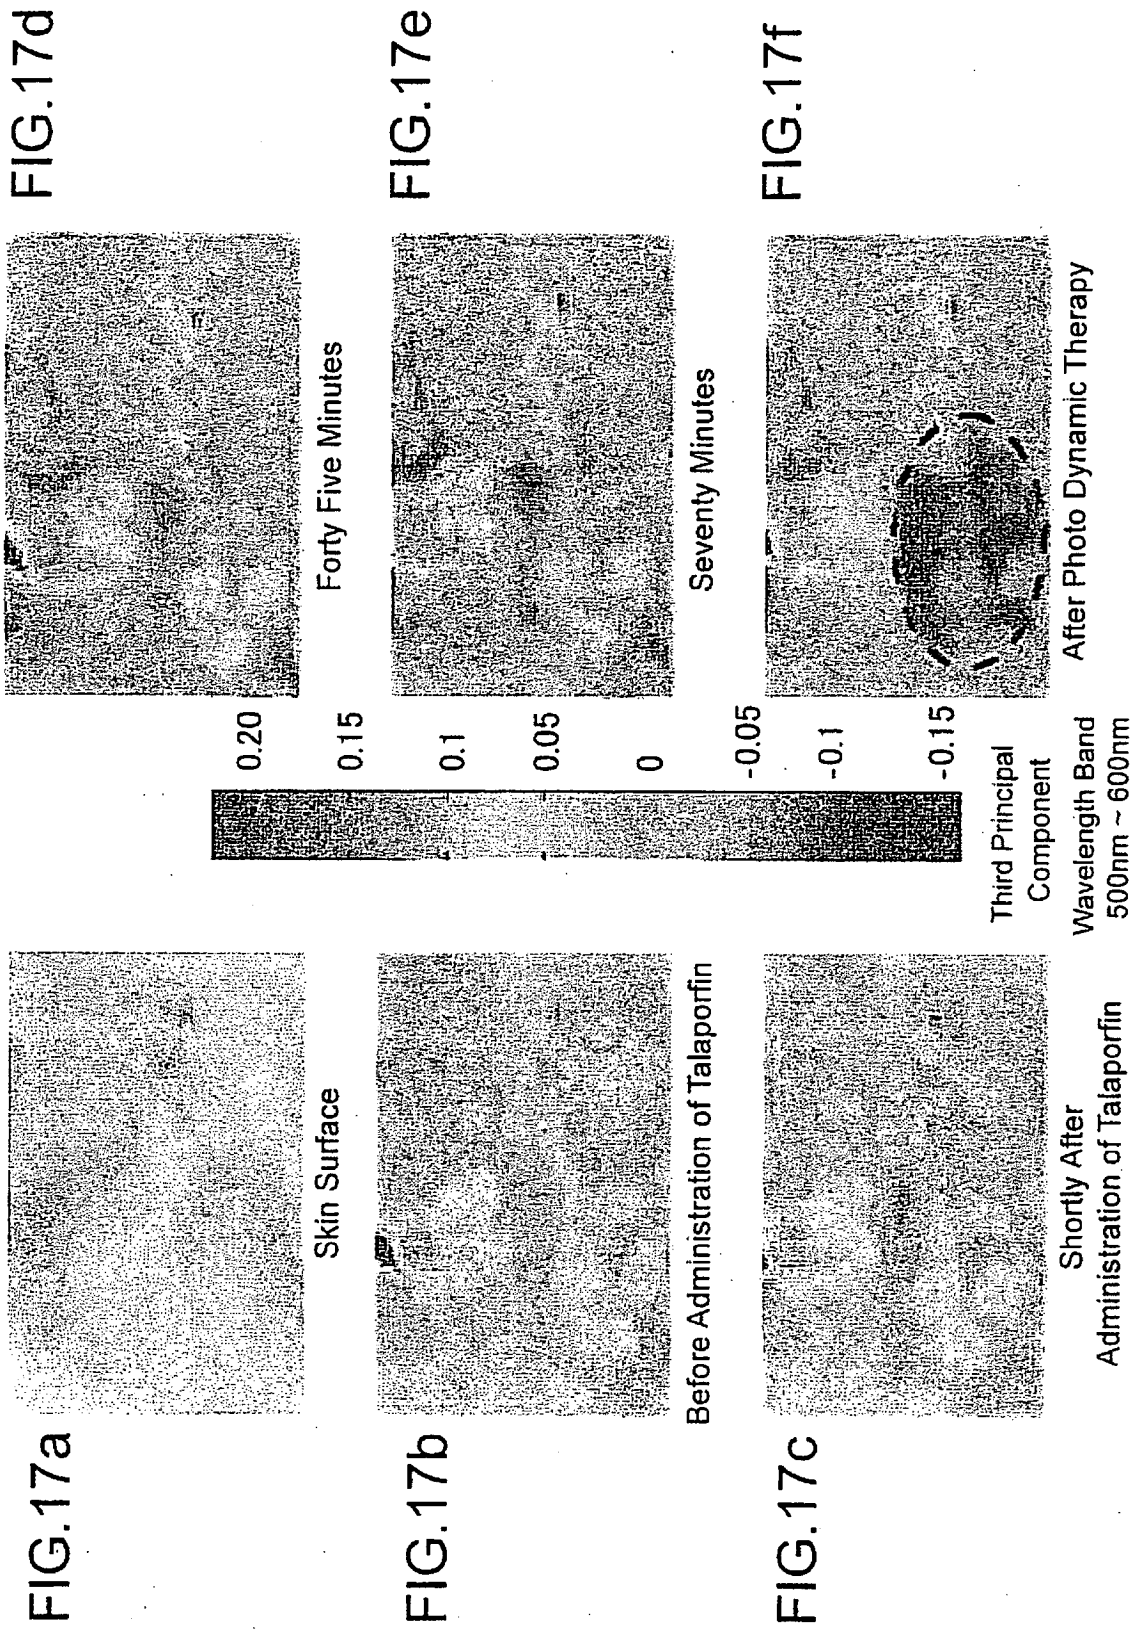 FIG.17a
Skin Surface
FIG.17b
Before Administration of Talaporfin
FIG.17c
Shortly After
Administration of Talaporfin
0.20
0.15
0.1
0.05
0
-0.05
-0.1
-0.15
Third Principal
Component
Wavelength Band
500nm ~ 600nm
FIG.17d
Forty Five Minutes
FIG.17e
Seventy Minutes
FIG.17f
After Photo Dynamic Therapy